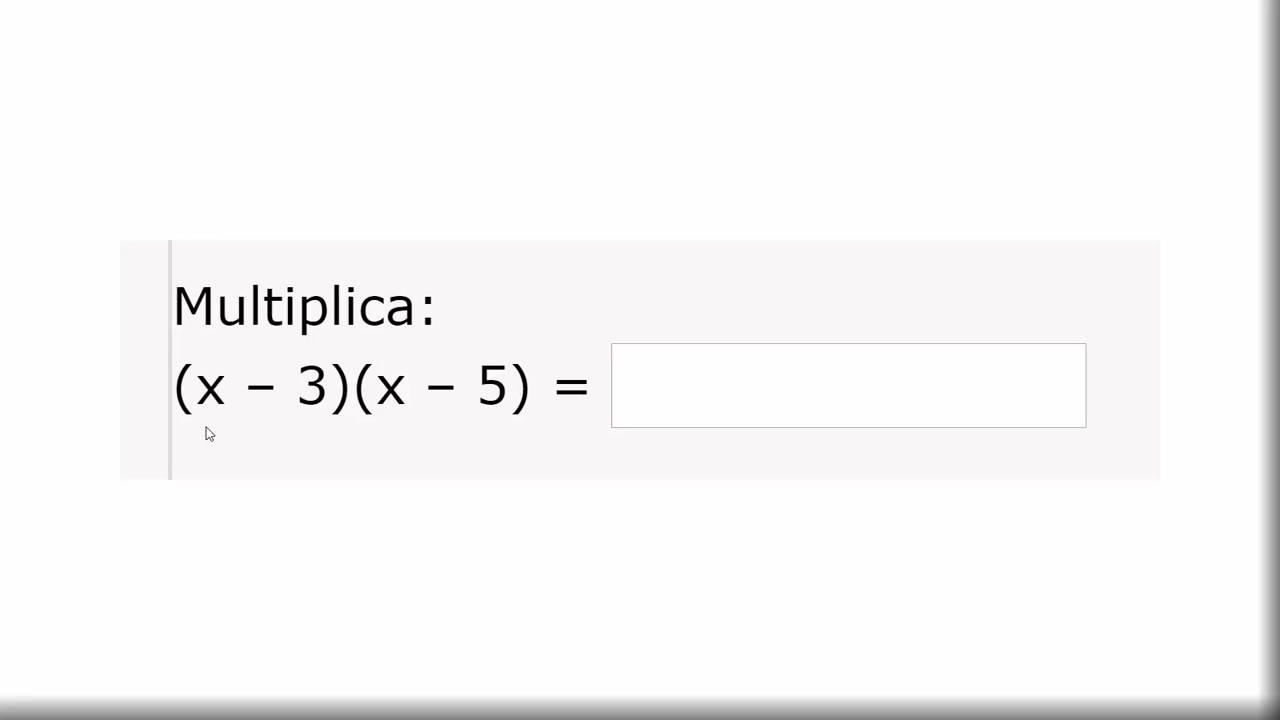 Multiplica:
(x – 3)(x – 5) =